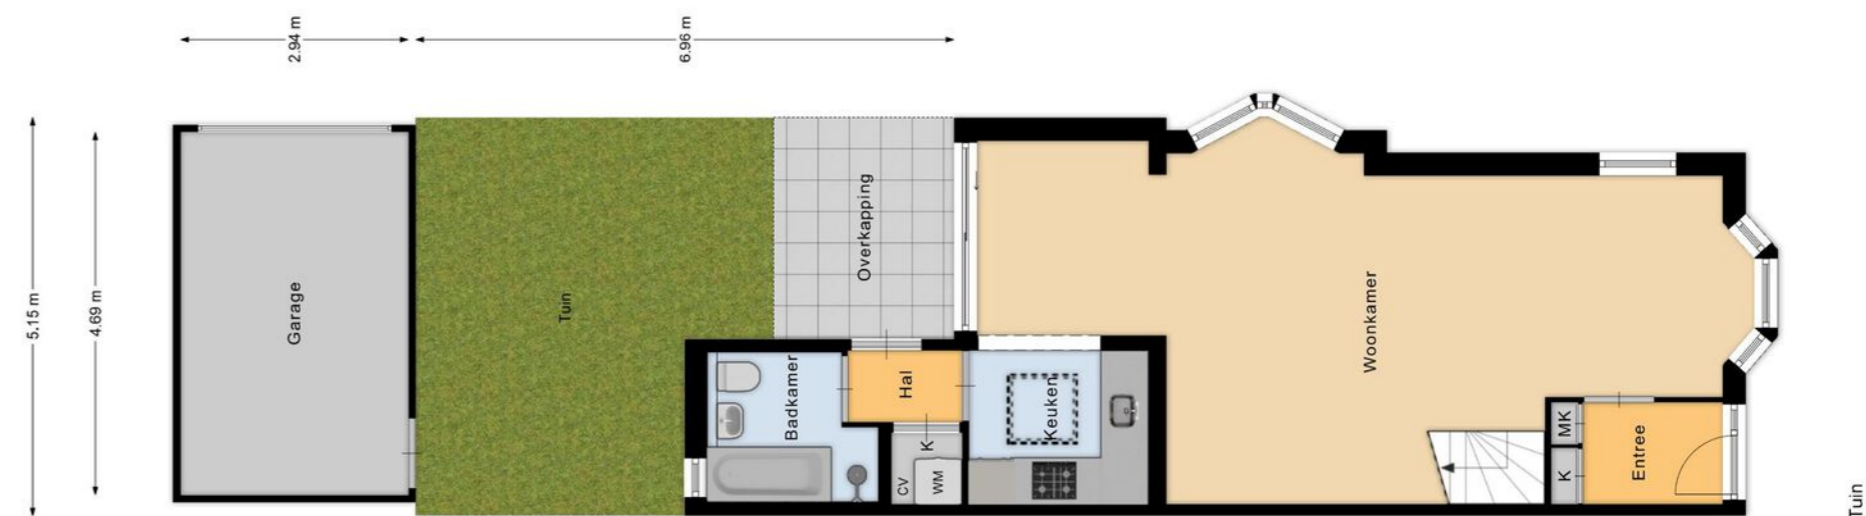 2.94 m
6.96 m
5.15 m
4.69 m
Garage
Tuin
Overkapping
Badkamer
Hal
K
CV
WM
Keuken
Woonkamer
MK
K
Entree
Tuin